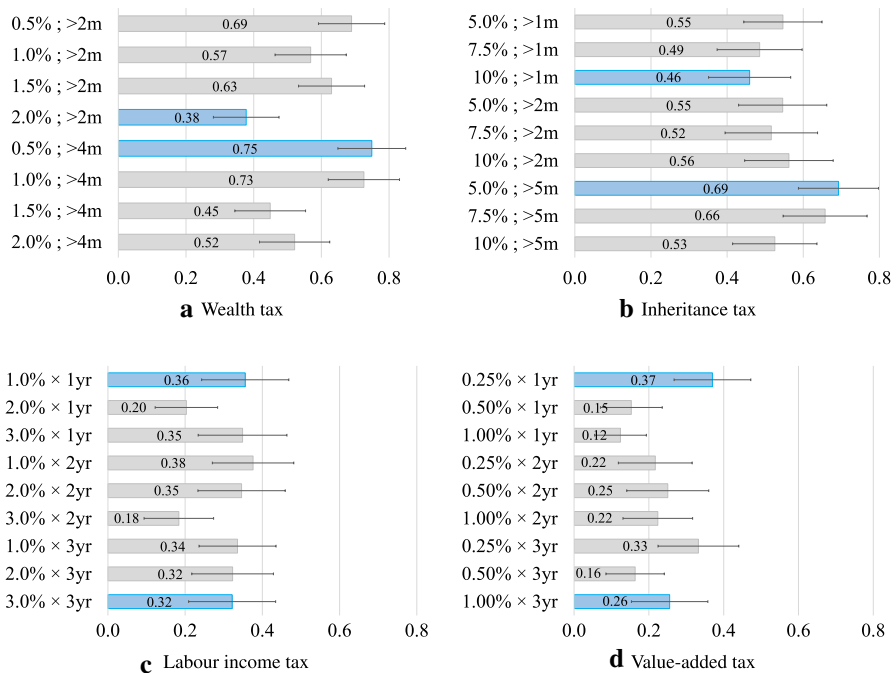 0.5% ; >2m 0.69
1.0% ; >2m 0.57
1.5% ; >2m 0.63
2.0% ; >2m 0.38
0.5% ; >4m 0.75
1.0% ; >4m 0.73
1.5% ; >4m 0.45
2.0% ; >4m 0.52
0.0 0.2 0.4 0.6 0.8
a Wealth tax
5.0% ; >1m 0.55
7.5% ; >1m 0.49
10% ; >1m 0.46
5.0% ; >2m 0.55
7.5% ; >2m 0.52
10% ; >2m 0.56
5.0% ; >5m 0.69
7.5% ; >5m 0.66
10% ; >5m 0.53
0.0 0.2 0.4 0.6 0.8
b Inheritance tax
1.0% × 1yr 0.36
2.0% × 1yr 0.20
3.0% × 1yr 0.35
1.0% × 2yr 0.38
2.0% × 2yr 0.35
3.0% × 2yr 0.18
1.0% × 3yr 0.34
2.0% × 3yr 0.32
3.0% × 3yr 0.32
0.0 0.2 0.4 0.6 0.8
c Labour income tax
0.25% × 1yr 0.37
0.50% × 1yr 0.15
1.00% × 1yr 0.12
0.25% × 2yr 0.22
0.50% × 2yr 0.25
1.00% × 2yr 0.22
0.25% × 3yr 0.33
0.50% × 3yr 0.16
1.00% × 3yr 0.26
0.0 0.2 0.4 0.6 0.8
d Value-added tax